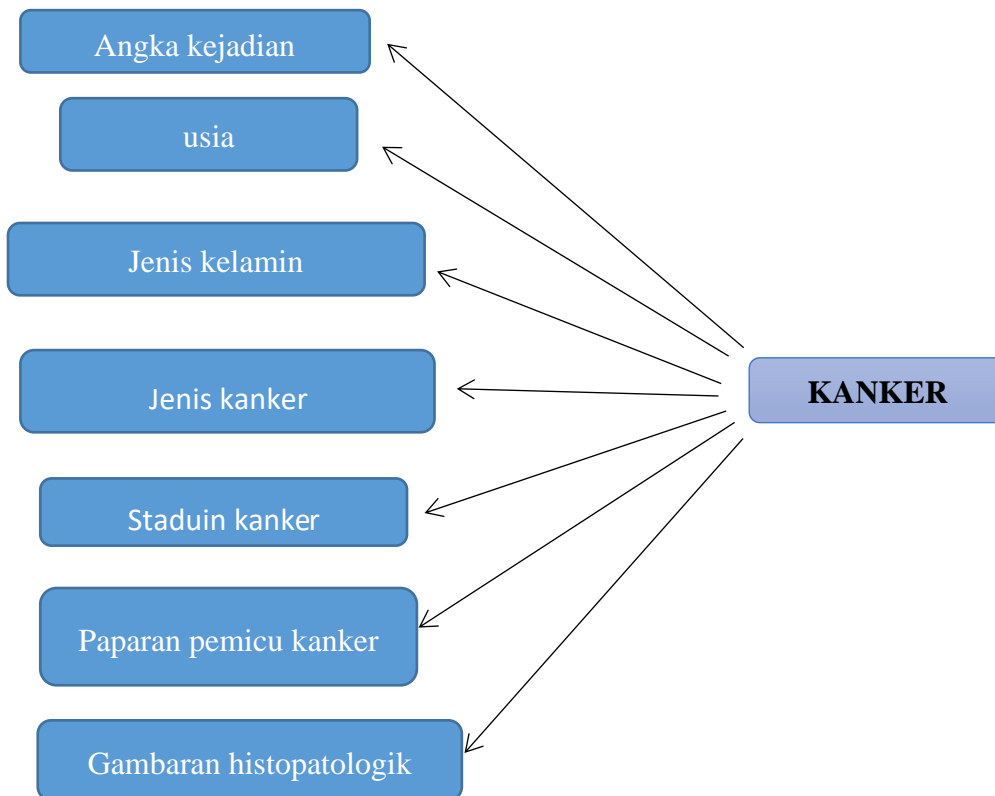 Angka kejadian
usia
Jenis kelamin
Jenis kanker
KANKER
Staduin kanker
Paparan pemicu kanker
Gambaran histopatologik